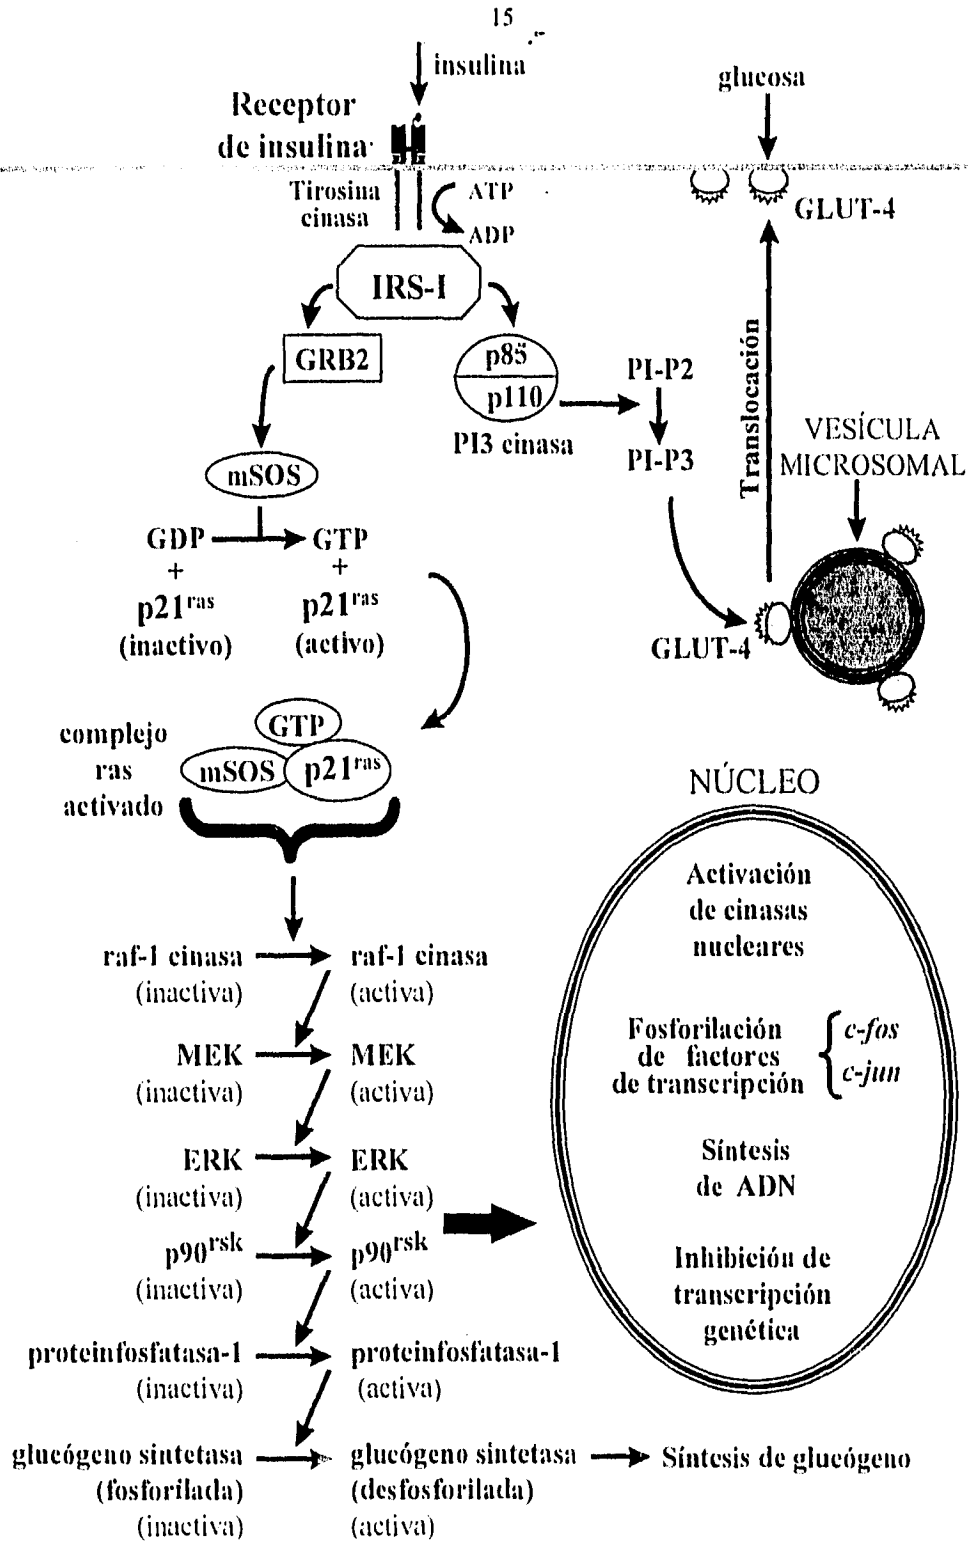 15
insulina
glucosa
Receptor
de insulina
Tirosina
cinasa
ATP
ADP
GLUT-4
IRS-I
GRB2
p85
p110
PI3 cinasa
PI-P2
PI-P3
Translocación
VESÍCULA
MICROSOMAL
mSOS
GDP
+
p21ras
(inactivo)
GTP
+
p21ras
(activo)
GLUT-4
complejo
ras
activado
GTP
mSOS
p21ras
NÚCLEO
Activación
de cinasas
nucleares
Fosforilación
de factores
de transcripción
c-fos
c-jun
Síntesis
de ADN
Inhibición de
transcripción
genética
raf-1 cinasa
(inactiva)
raf-1 cinasa
(activa)
MEK
(inactiva)
MEK
(activa)
ERK
(inactiva)
ERK
(activa)
p90rsk
(inactiva)
p90rsk
(activa)
proteinfosfatasa-1
(inactiva)
proteinfosfatasa-1
(activa)
glucógeno sintetasa
(fosforilada)
(inactiva)
glucógeno sintetasa
(desfosforilada)
(activa)
Síntesis de glucógeno